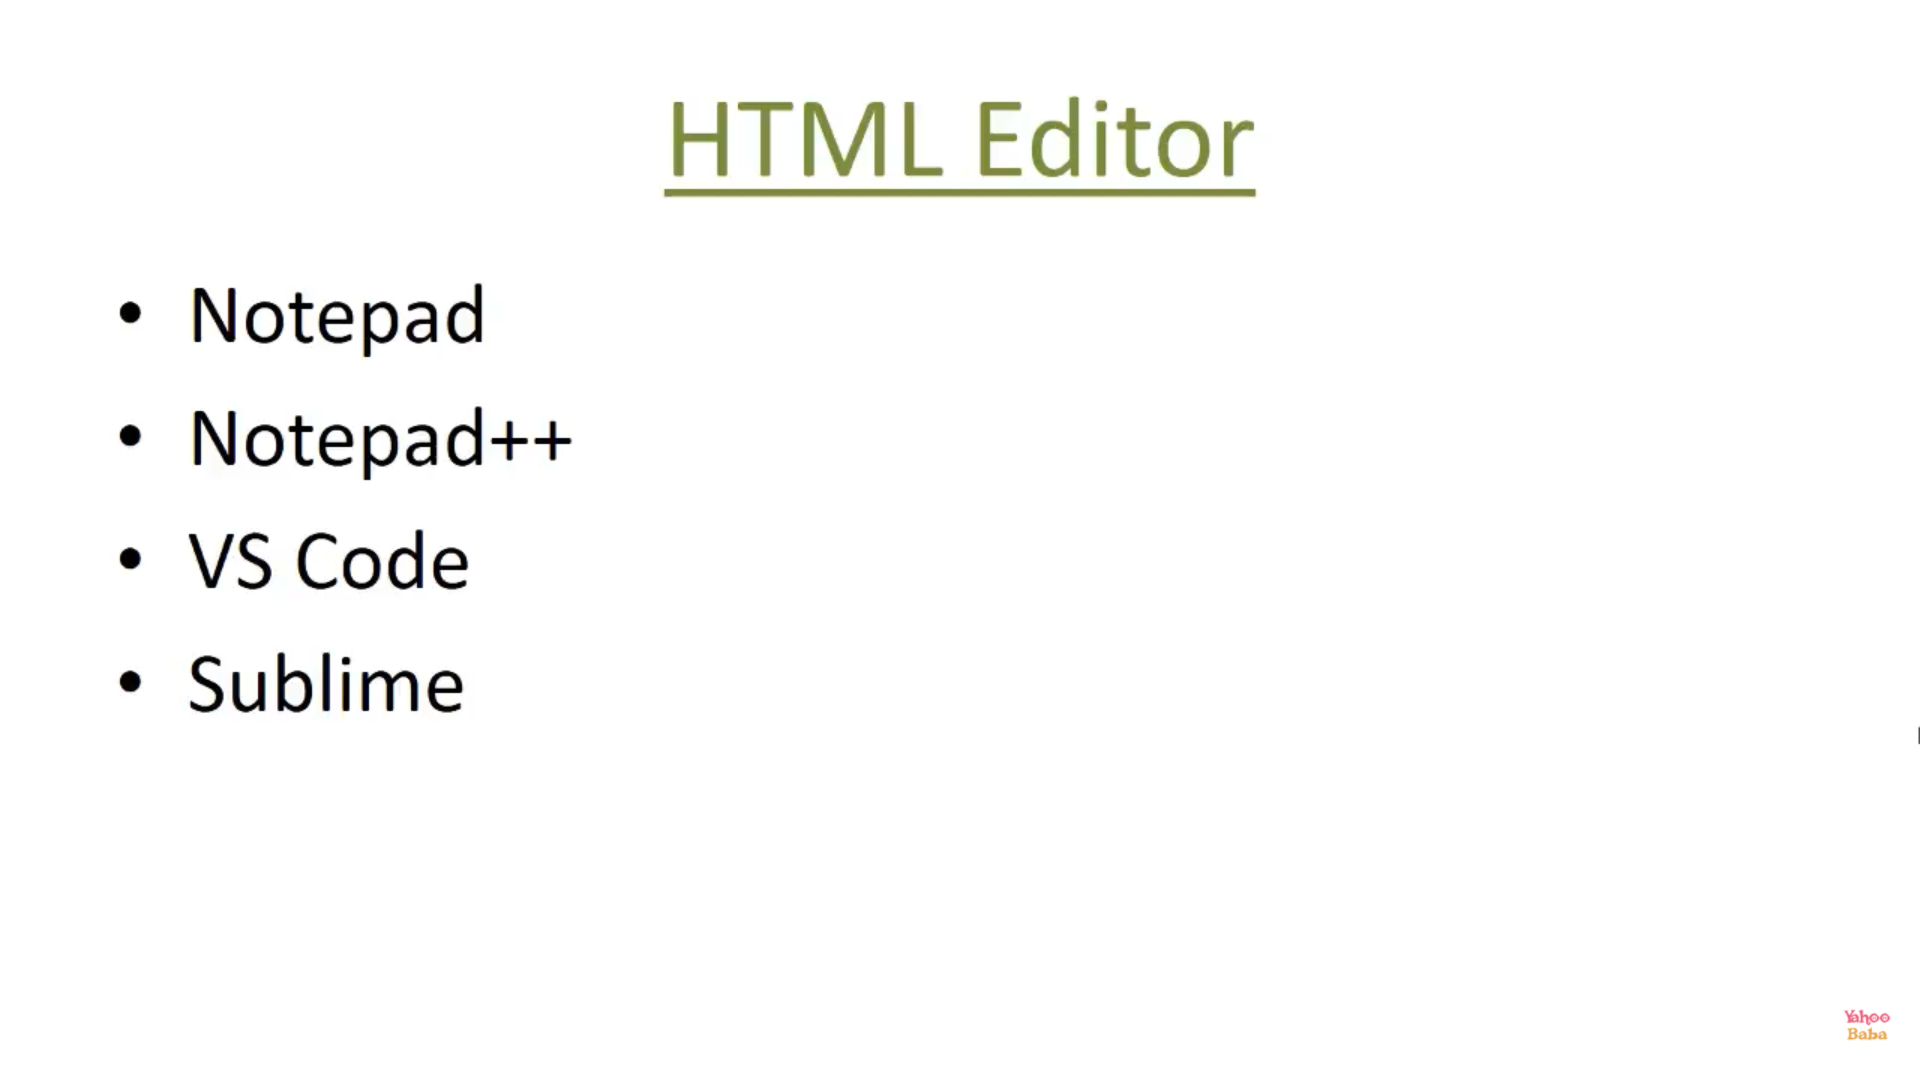 HTML Editor
• Notepad
• Notepad++
• VS Code
• Sublime
Yahoo
Baba